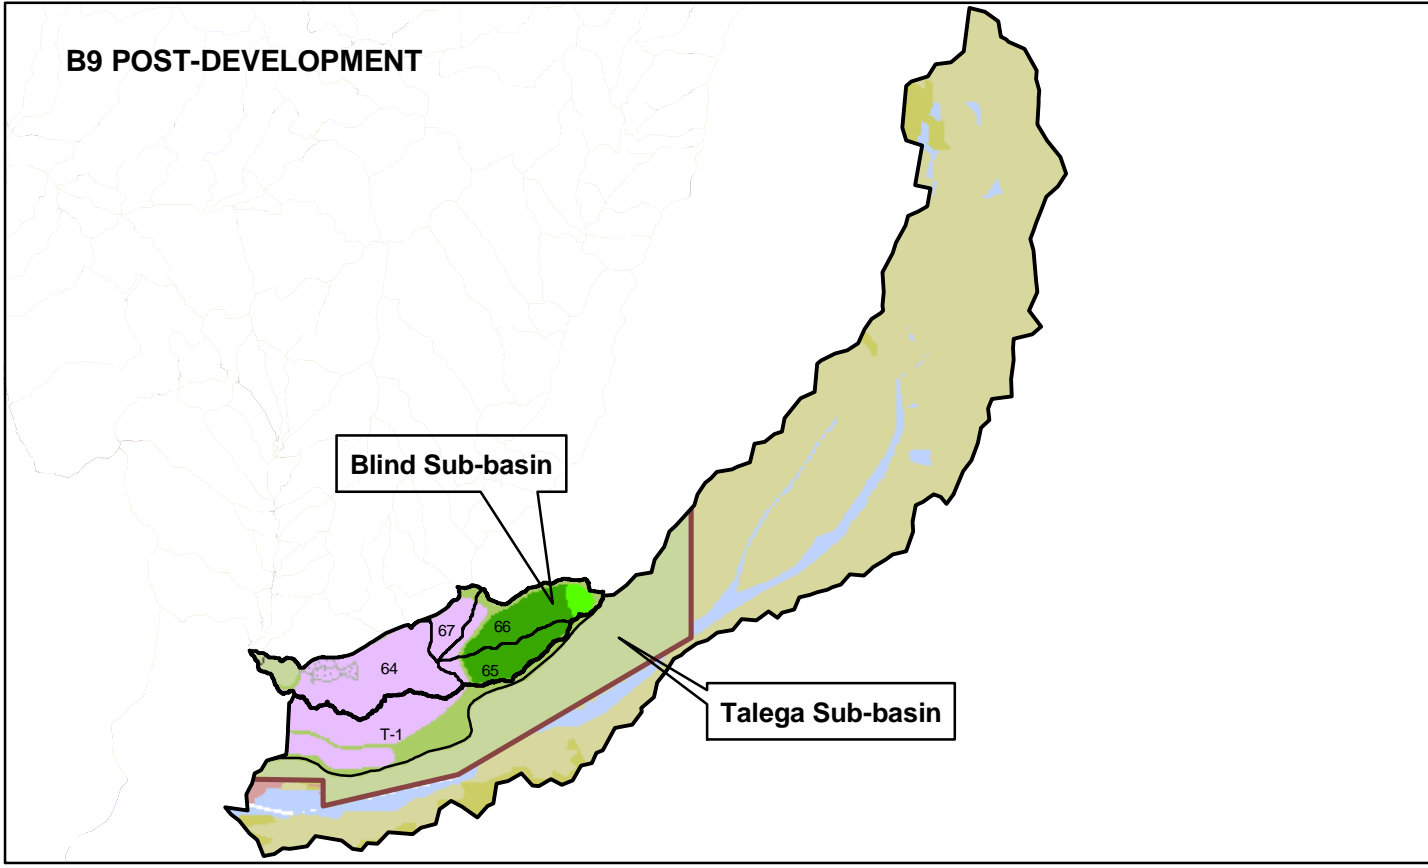 B9 POST-DEVELOPMENT
Blind Sub-basin
67
66
64
65
Talega Sub-basin
T-1